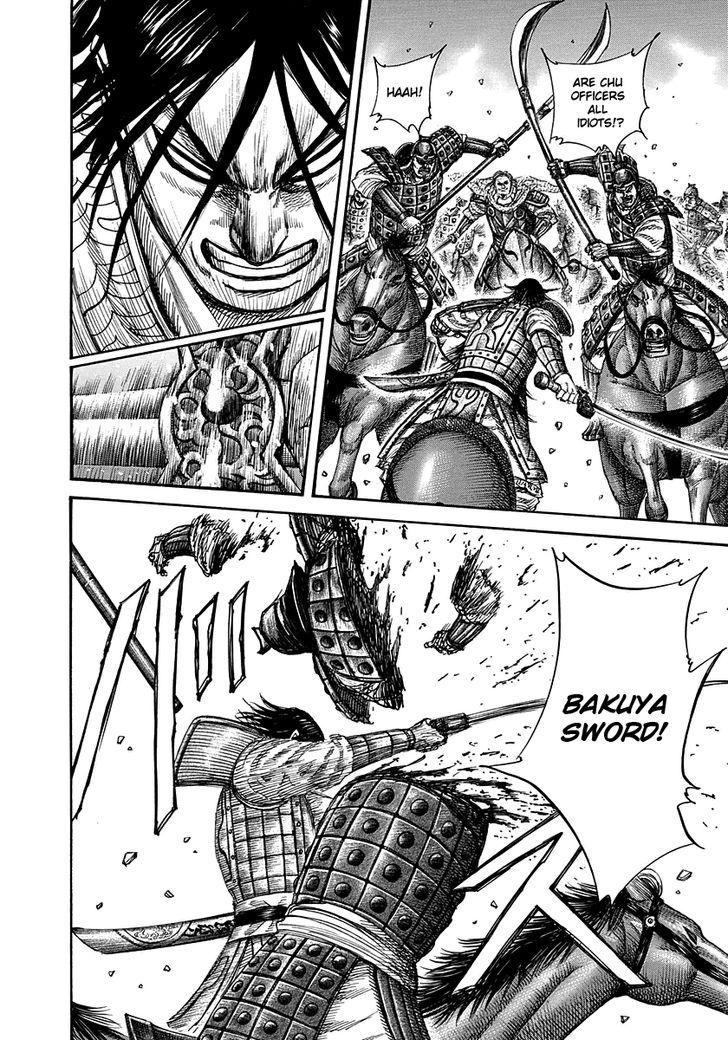 ARE CHU
OFFICERS
ALL
IDIOTS!?
HAAH!
BAKUYA
SWORD!